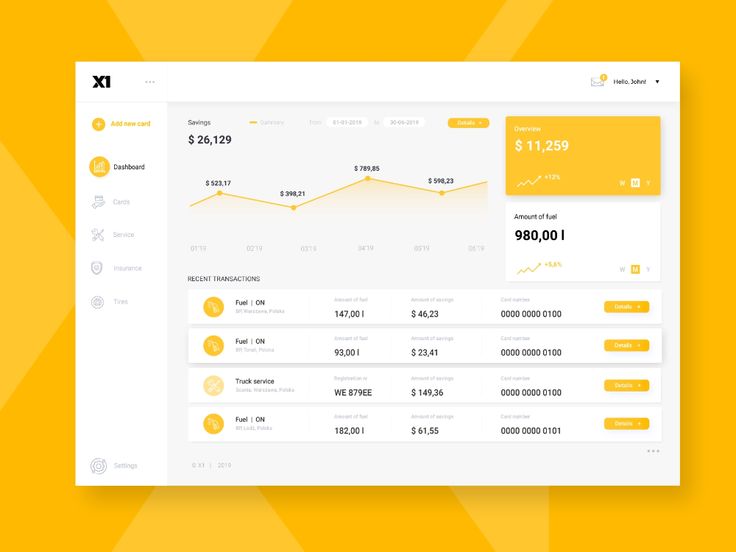 X1
1
Hello, John!
Add new card
Dashboard
Cards
Service
Insurance
Tires
Settings
Savings
Summary
From 01-01-2019 to 30-06-2019
Details +
$ 26,129
$ 523,17
$ 398,21
$ 789,85
$ 598,23
01'19 02'19 03'19 04'19 05'19 06'19
Overview
$ 11,259
+12%
W M Y
Amount of fuel
980,00 l
+5,6%
W M Y
RECENT TRANSACTIONS
Fuel | ON Amount of fuel Amount of savings Card number
BP, Warszawa, Polska 147,00 l $ 46,23 0000 0000 0100 Details +
Fuel | ON Amount of fuel Amount of savings Card number
BP, Toruń, Polska 93,00 l $ 23,41 0000 0000 0100 Details +
Truck service Registration nr Amount of savings Card number
Scania, Warszawa, Polska WE 879EE $ 149,36 0000 0000 0100 Details +
Fuel | ON Amount of fuel Amount of savings Card number
BP, Łódź, Polska 182,00 l $ 61,55 0000 0000 0101 Details +
© X1 | 2019